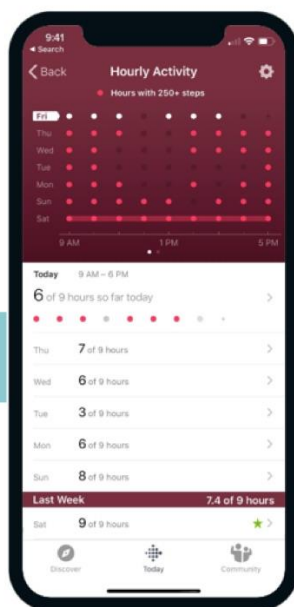 9:41
Search
Back
Hourly Activity
Hours with 250+ steps
Fri
Thu
Wed
Tue
Mon
Sun
Sat
9 AM 1 PM 5 PM
Today 9 AM – 6 PM
6 of 9 hours so far today
Thu 7 of 9 hours
Wed 6 of 9 hours
Tue 3 of 9 hours
Mon 6 of 9 hours
Sun 8 of 9 hours
Last Week 7.4 of 9 hours
Sat 9 of 9 hours
Discover Today Community